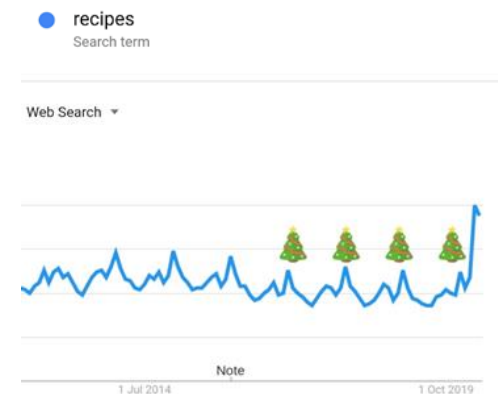 recipes
Search term
Web Search
Note
1 Jul 2014
1 Oct 2019